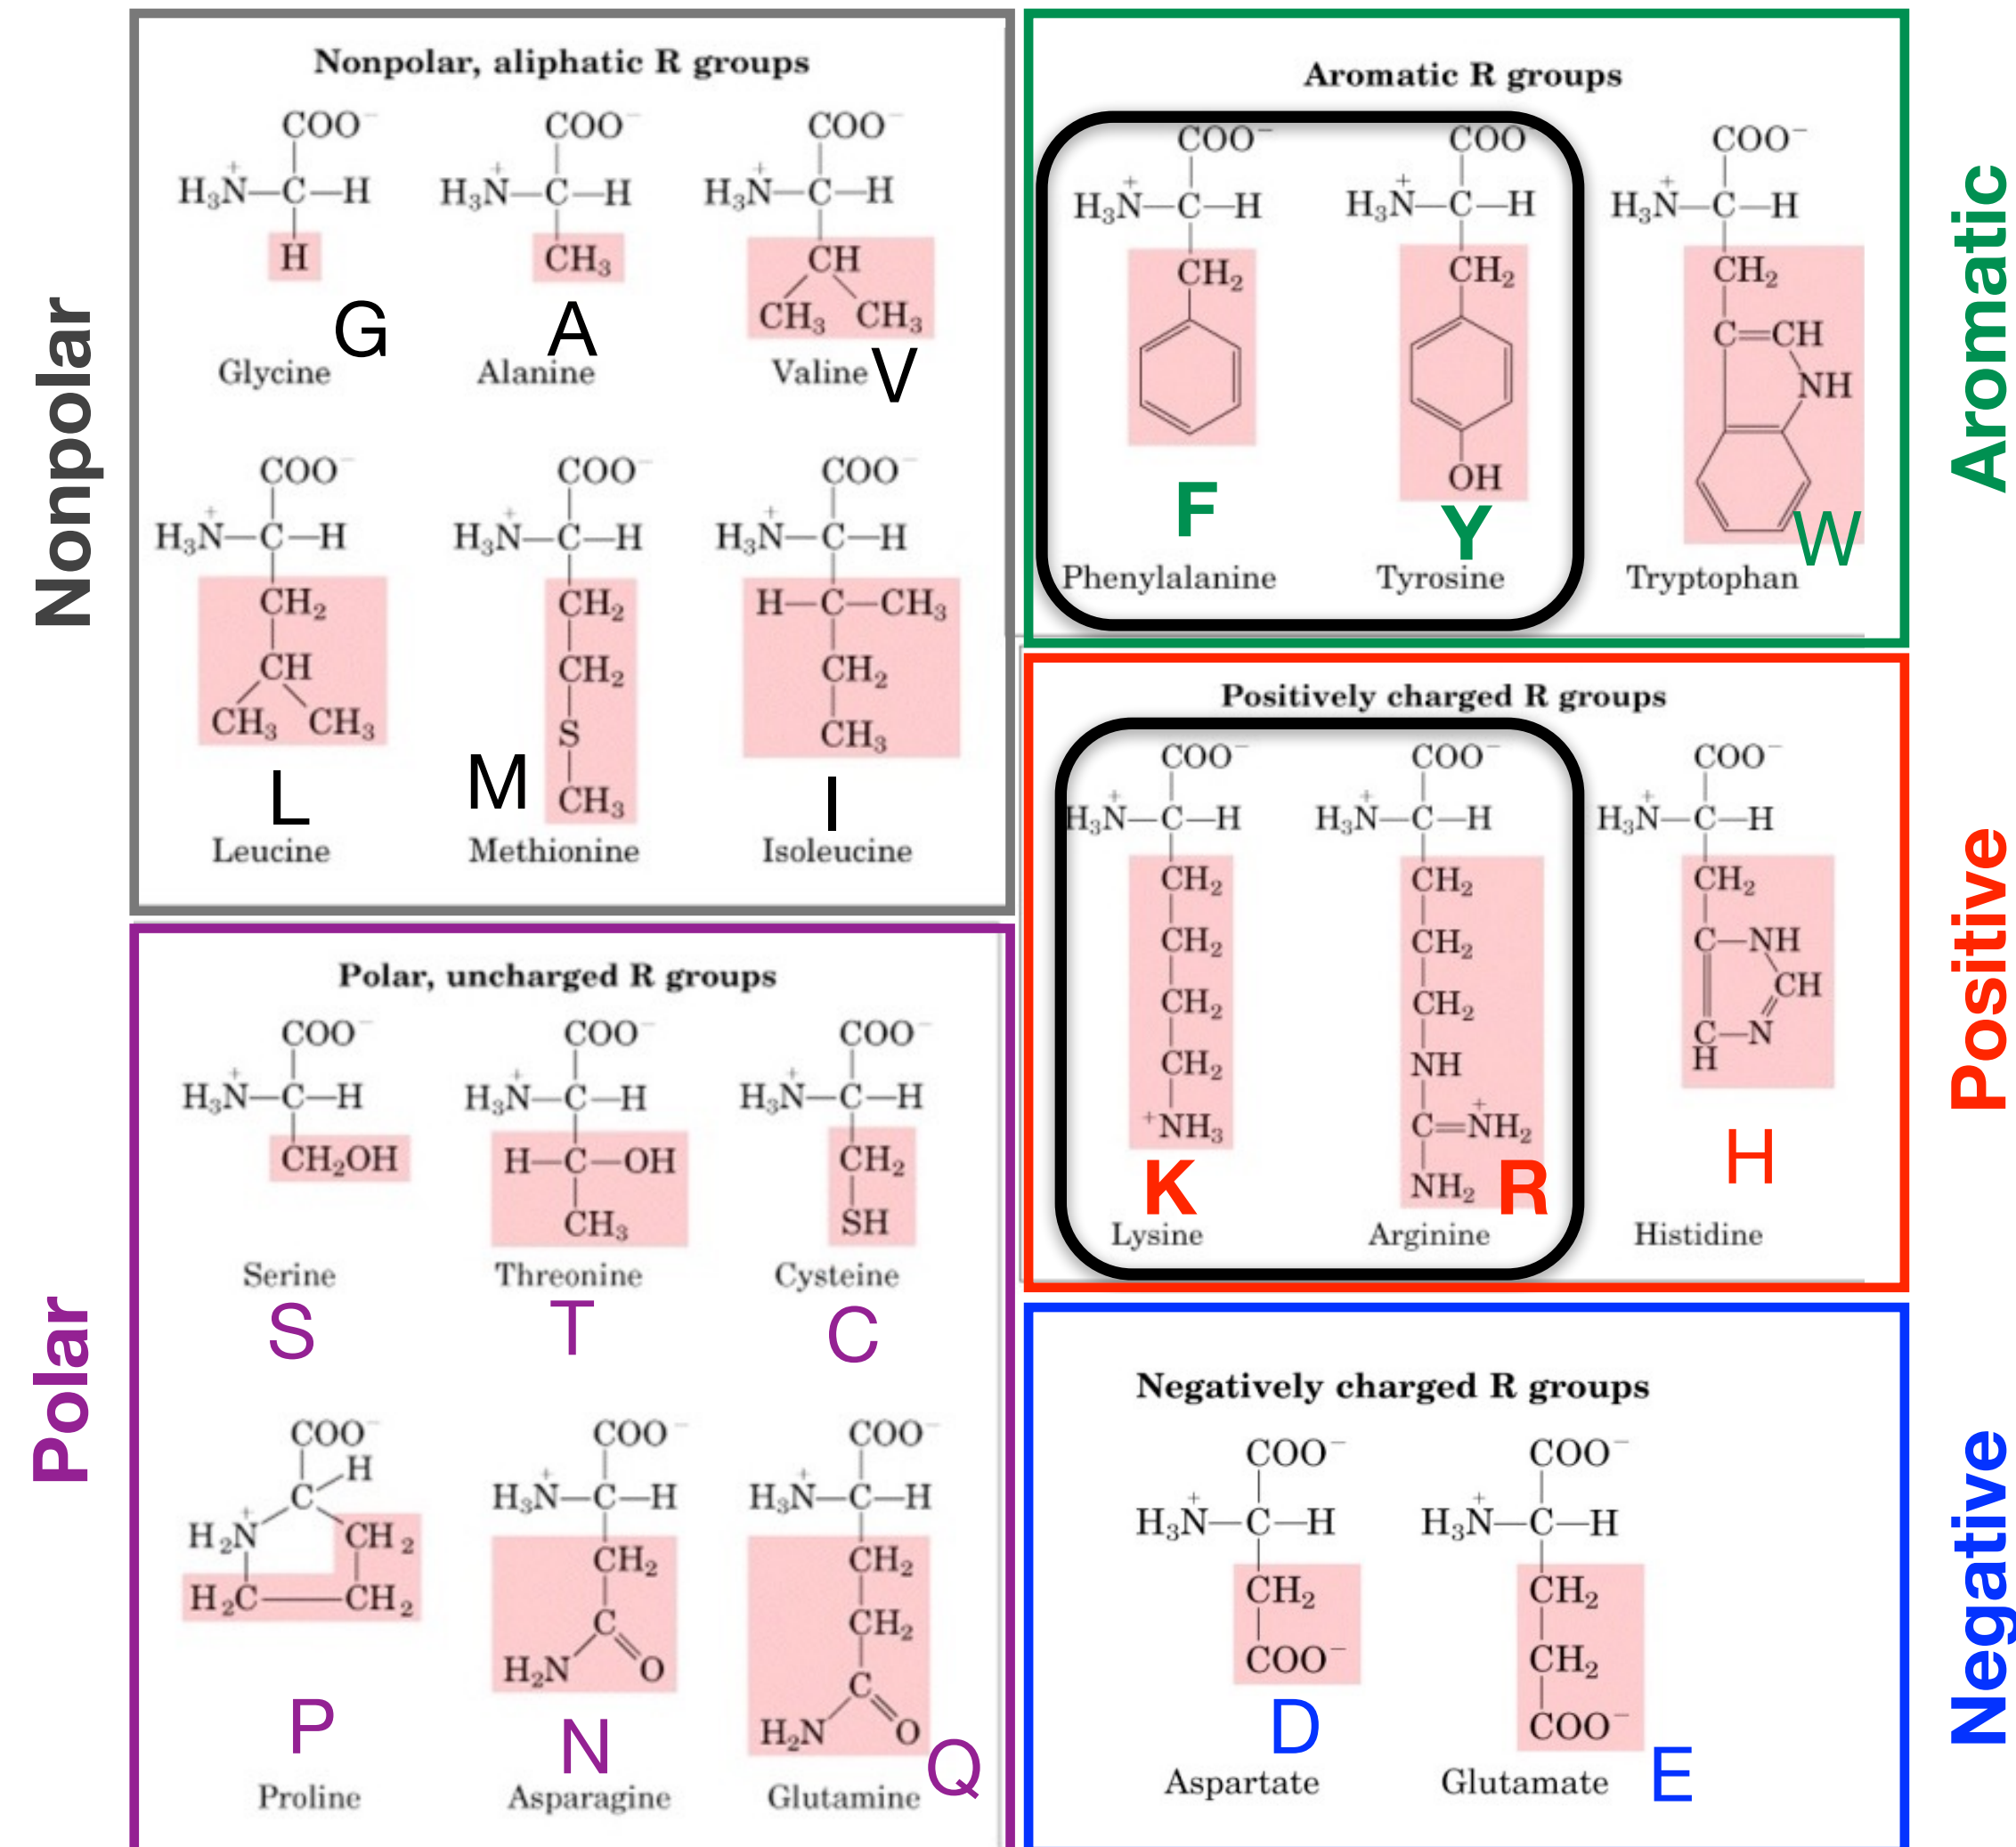 Nonpolar
Nonpolar, aliphatic R groups
COO⁻ COO⁻ COO⁻
H₃N⁺—C—H H₃N⁺—C—H H₃N⁺—C—H
H CH₃ CH
CH₃ CH₃
G A V
Glycine Alanine Valine
COO⁻ COO⁻ COO⁻
H₃N⁺—C—H H₃N⁺—C—H H₃N⁺—C—H
CH₂ CH₂ H—C—CH₃
CH CH₂ CH₂
CH₃ CH₃ S CH₃
L M CH₃ I
Leucine Methionine Isoleucine
Aromatic
Aromatic R groups
COO⁻ COO COO⁻
H₃N⁺—C—H H₃N⁺—C—H H₃N⁺—C—H
CH₂ CH₂ CH₂
C=CH
NH
OH
F Y W
Phenylalanine Tyrosine Tryptophan
Positive
Positively charged R groups
COO⁻ COO⁻ COO⁻
H₃N⁺—C—H H₃N⁺—C—H H₃N⁺—C—H
CH₂ CH₂ CH₂
CH₂ CH₂ C—NH
CH
CH₂ CH₂ C—N
H
CH₂ NH
⁺NH₃ C=N⁺H₂
K NH₂ R H
Lysine Arginine Histidine
Polar
Polar, uncharged R groups
COO⁻ COO⁻ COO⁻
H₃N⁺—C—H H₃N⁺—C—H H₃N⁺—C—H
CH₂OH H—C—OH CH₂
CH₃ SH
Serine Threonine Cysteine
S T C
COO⁻ COO⁻ COO⁻
H
C H₃N⁺—C—H H₃N⁺—C—H
H₂N⁺ CH₂ CH₂ CH₂
H₂C CH₂ C CH₂
H₂N O C
H₂N O
P N Q
Proline Asparagine Glutamine
Negative
Negatively charged R groups
COO⁻ COO⁻
H₃N⁺—C—H H₃N⁺—C—H
CH₂ CH₂
COO⁻ CH₂
COO⁻
D E
Aspartate Glutamate